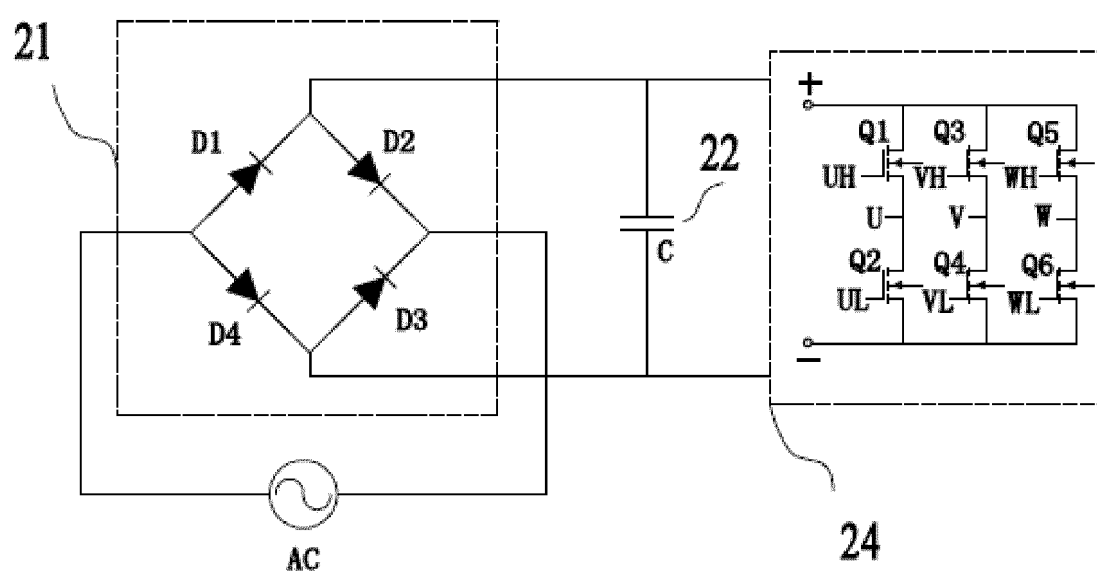 21
D1
D2
D4
D3
AC
22
C
+
Q1
Q3
Q5
UH
VH
WH
U
V
W
Q2
Q4
Q6
UL
VL
WL
−
24